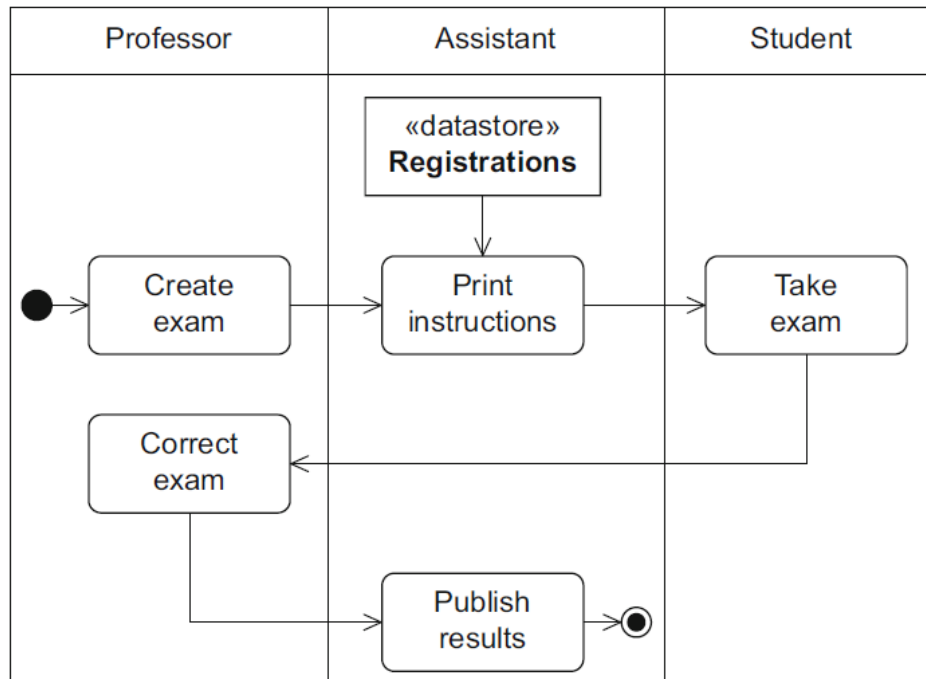 Professor
Assistant
Student
«datastore»
Registrations
Create
exam
Print
instructions
Take
exam
Correct
exam
Publish
results